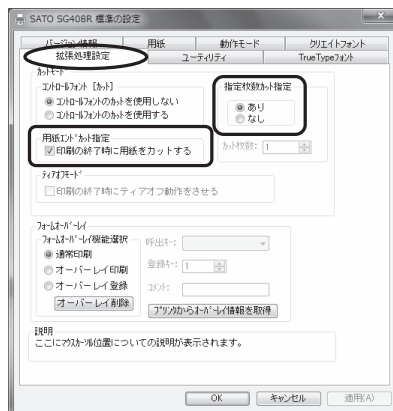 SATO SG408R 標準の設定
バージョン情報 用紙 動作モード クリエイトフォント
拡張処理設定 ユーティリティ TrueTypeフォント
カットモード
コントロールフォント [カット]
コントロールフォントのカットを使用しない
コントロールフォントのカットを使用する
指定枚数カット指定
あり
なし
用紙エンドカット指定
印刷の終了時に用紙をカットする
カット枚数: 1
ティアオフモード
印刷の終了時にティアオフ動作をさせる
フォームオーバーレイ
フォームオーバーレイ機能選択
通常印刷
オーバーレイ印刷
オーバーレイ登録
オーバーレイ削除
呼出キー:
登録キー: 1
コメント:
プリンタからオーバーレイ情報を取得
説明
ここにマウスカーソル位置についての説明が表示されます。
OK キャンセル 適用(A)